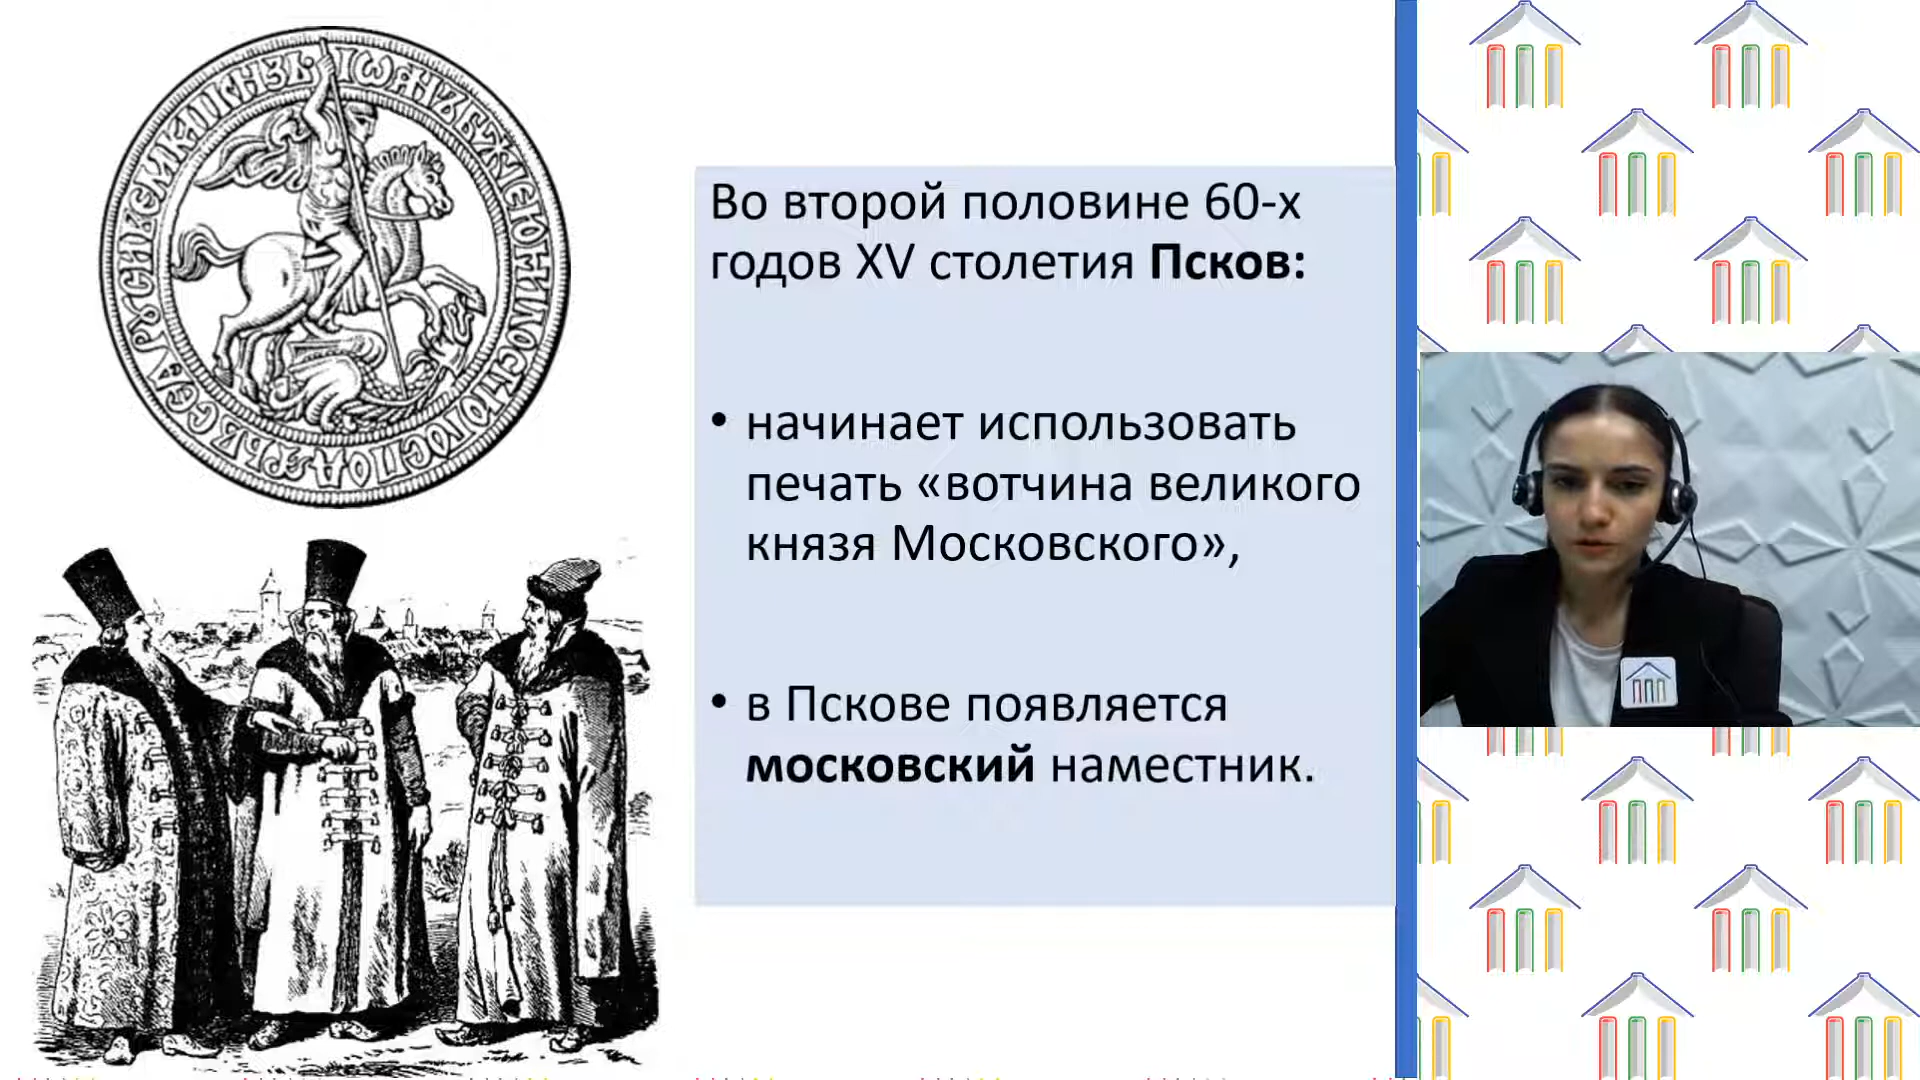 Во второй половине 60-х
годов XV столетия Псков:
• начинает использовать
печать «вотчина великого
князя Московского»,
• в Пскове появляется
московский наместник.